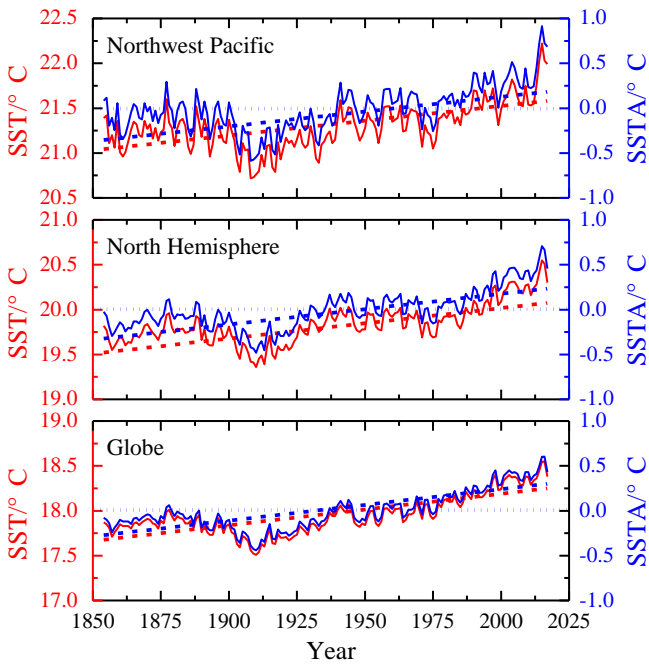 22.5 1.0
Northwest Pacific
22.0 0.5
SST/° C 21.5 0.0 SSTA/° C
21.0 -0.5
20.5 -1.0
21.0 1.0
North Hemisphere
20.5 0.5
SST/° C 20.0 0.0 SSTA/° C
19.5 -0.5
19.0 -1.0
19.0 1.0
Globe
18.5 0.5
SST/° C 18.0 0.0 SSTA/° C
17.5 -0.5
17.0 -1.0
1850 1875 1900 1925 1950 1975 2000 2025
Year